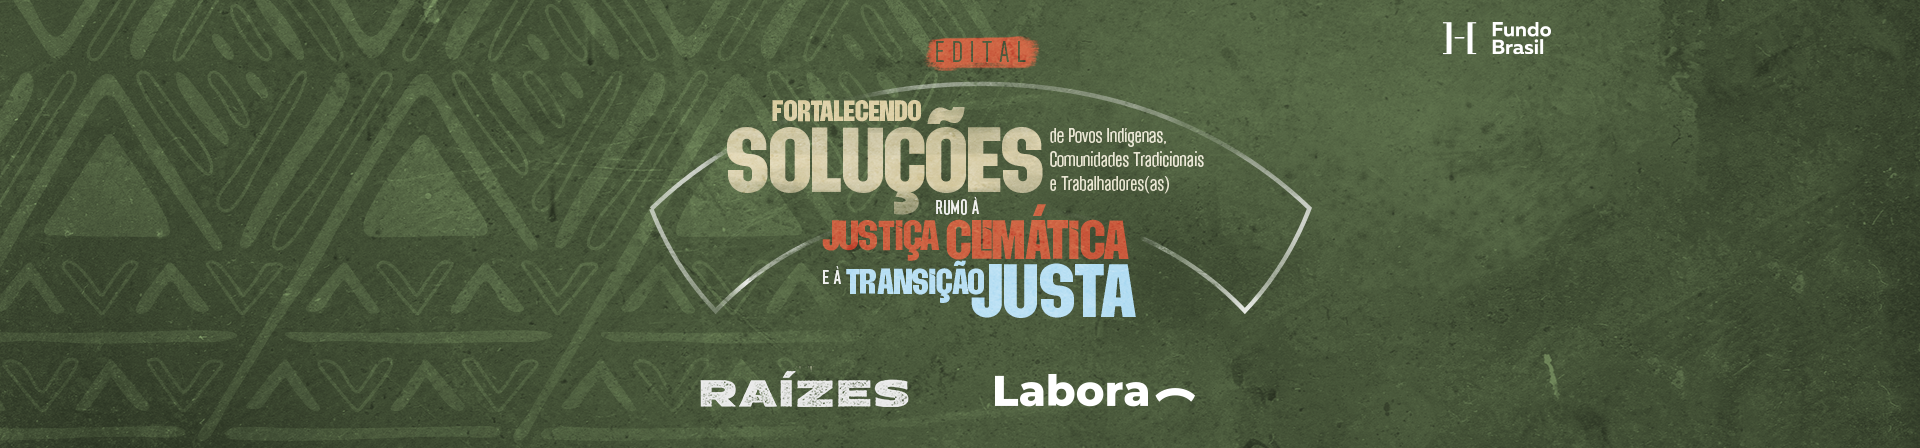 Fundo
Brasil
EDITAL
FORTALECENDO
SOLUÇÕES
de Povos Indígenas,
Comunidades Tradicionais
e Trabalhadores(as)
RUMO À
JUSTIÇA CLIMÁTICA
E À TRANSIÇÃO JUSTA
RAÍZES
Labora